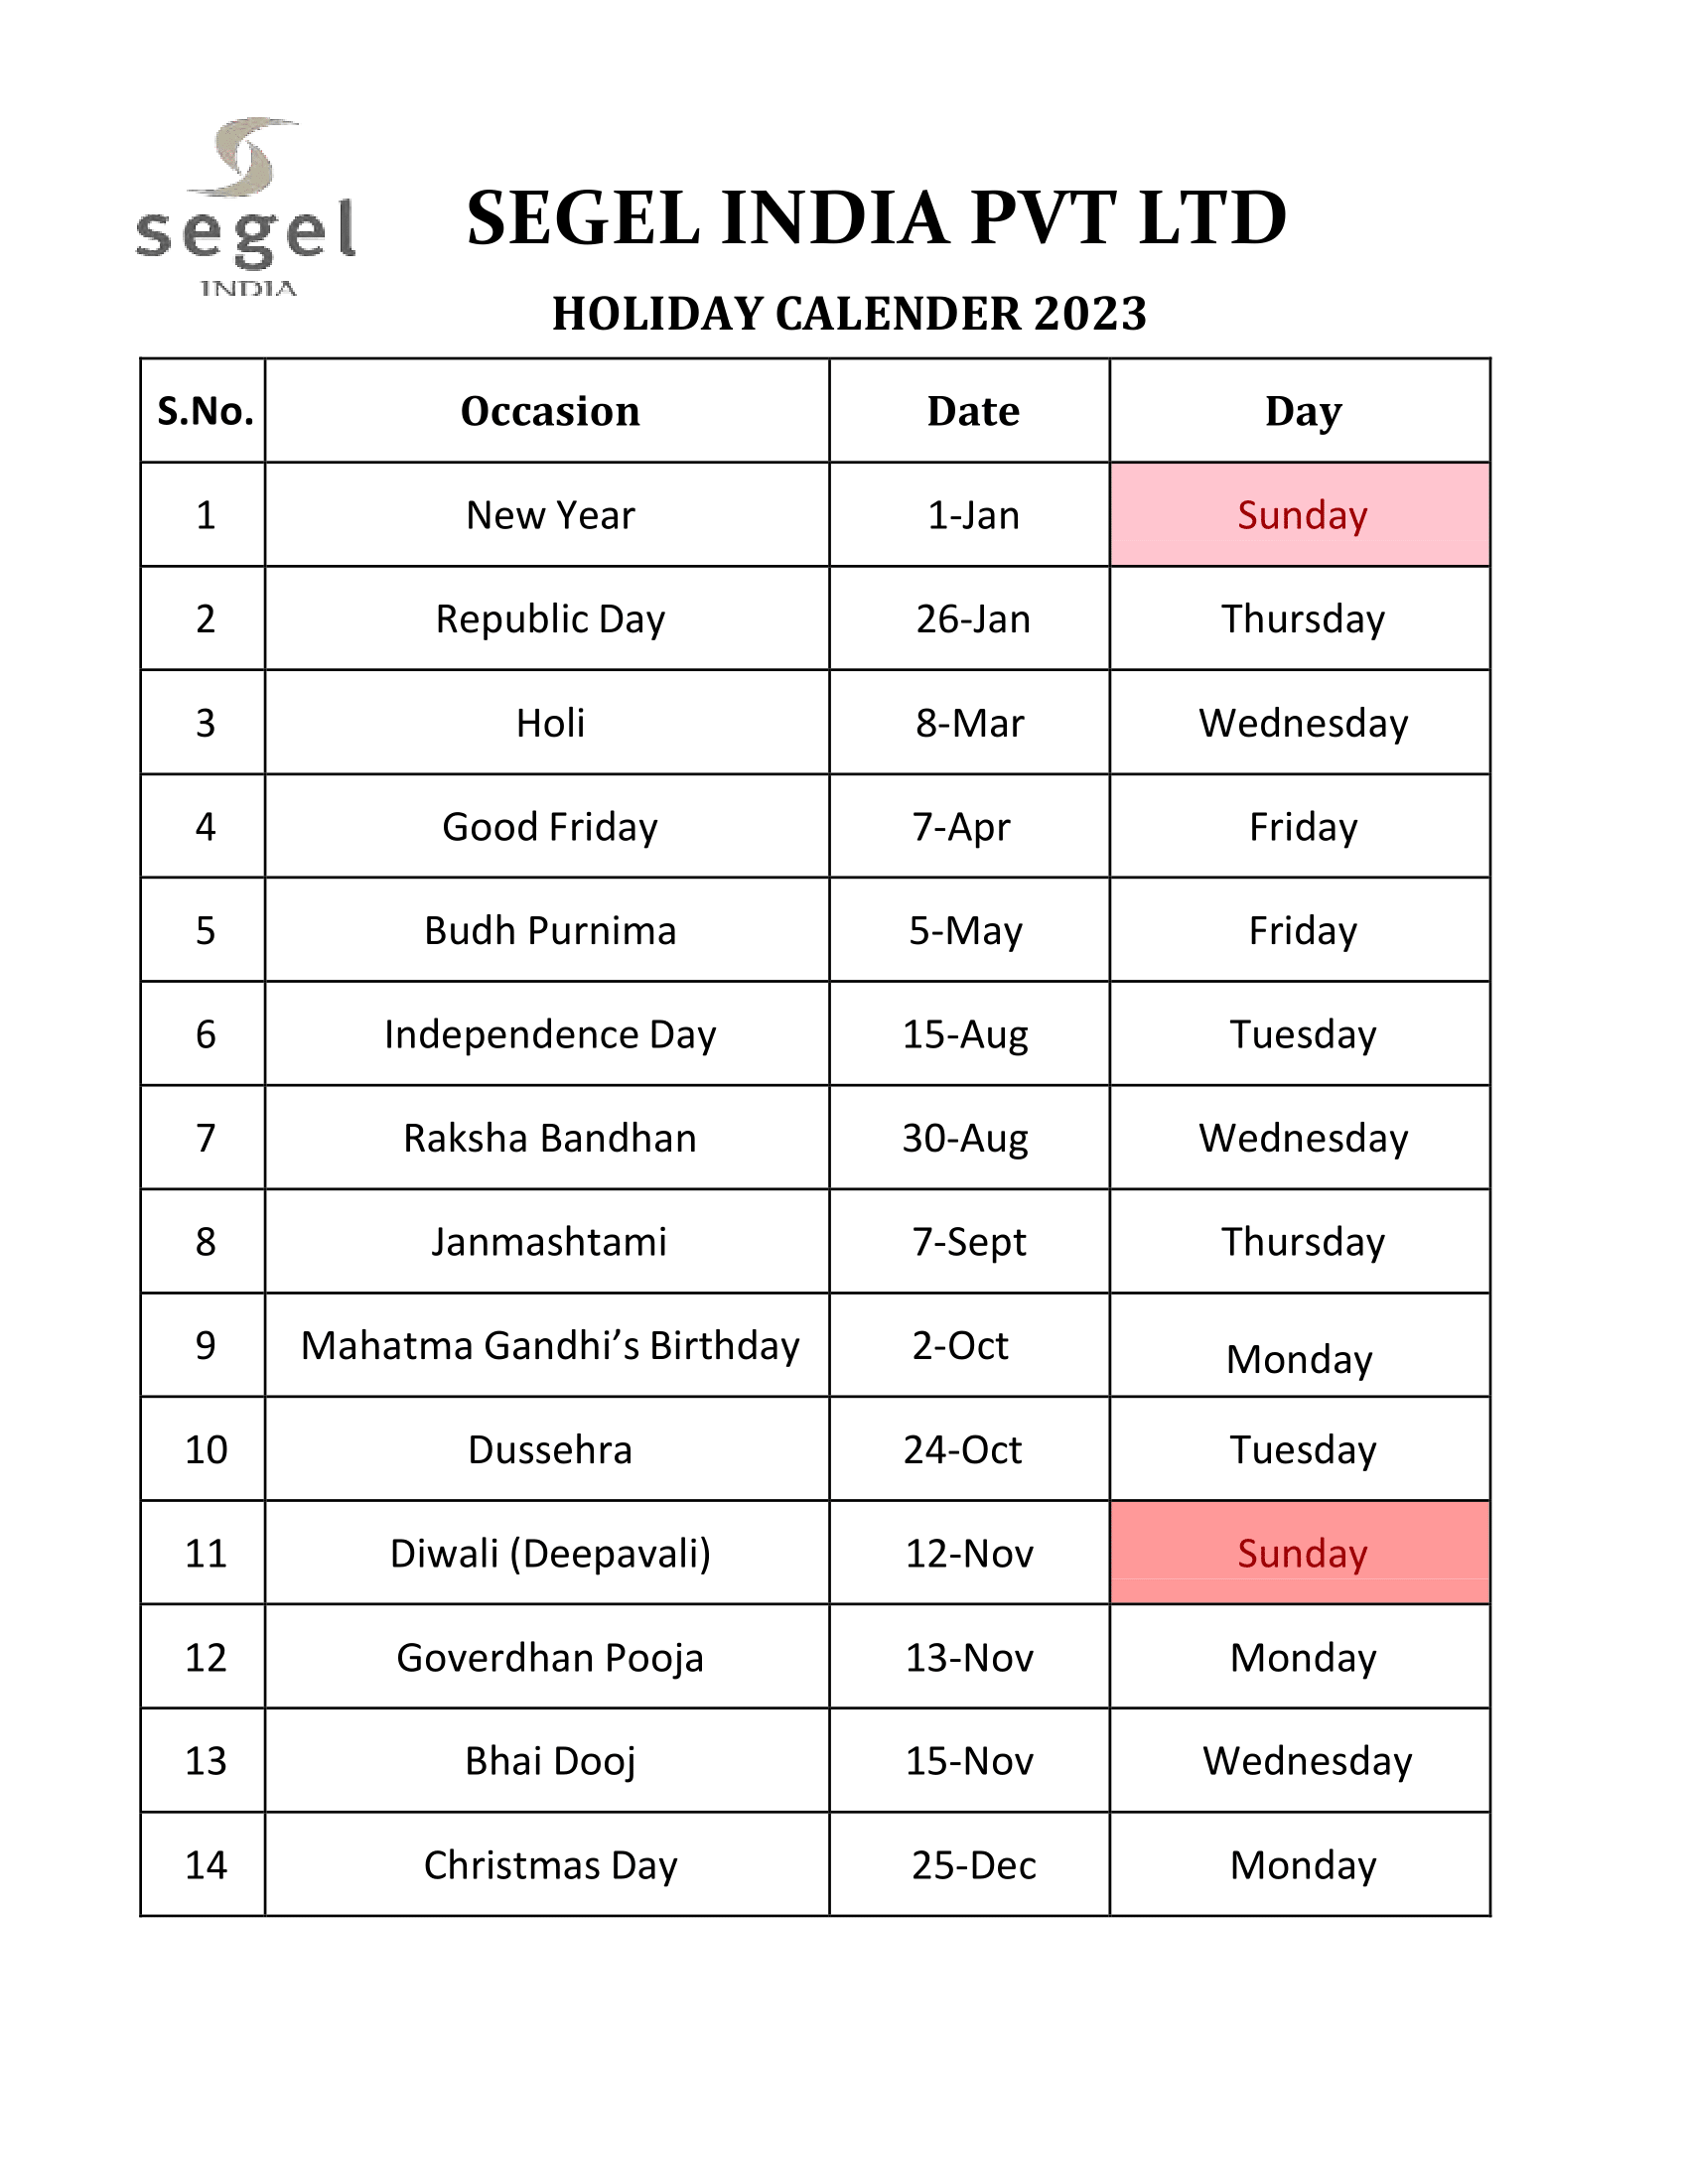 segel
INDIA
SEGEL INDIA PVT LTD
HOLIDAY CALENDER 2023
S.No. Occasion Date Day
1 New Year 1-Jan Sunday
2 Republic Day 26-Jan Thursday
3 Holi 8-Mar Wednesday
4 Good Friday 7-Apr Friday
5 Budh Purnima 5-May Friday
6 Independence Day 15-Aug Tuesday
7 Raksha Bandhan 30-Aug Wednesday
8 Janmashtami 7-Sept Thursday
9 Mahatma Gandhi’s Birthday 2-Oct Monday
10 Dussehra 24-Oct Tuesday
11 Diwali (Deepavali) 12-Nov Sunday
12 Goverdhan Pooja 13-Nov Monday
13 Bhai Dooj 15-Nov Wednesday
14 Christmas Day 25-Dec Monday